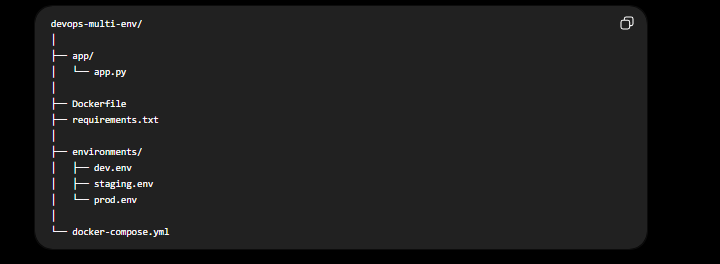 devops-multi-env/
│
├── app/
│   └── app.py
│
├── Dockerfile
├── requirements.txt
│
├── environments/
│   ├── dev.env
│   ├── staging.env
│   └── prod.env
│
└── docker-compose.yml